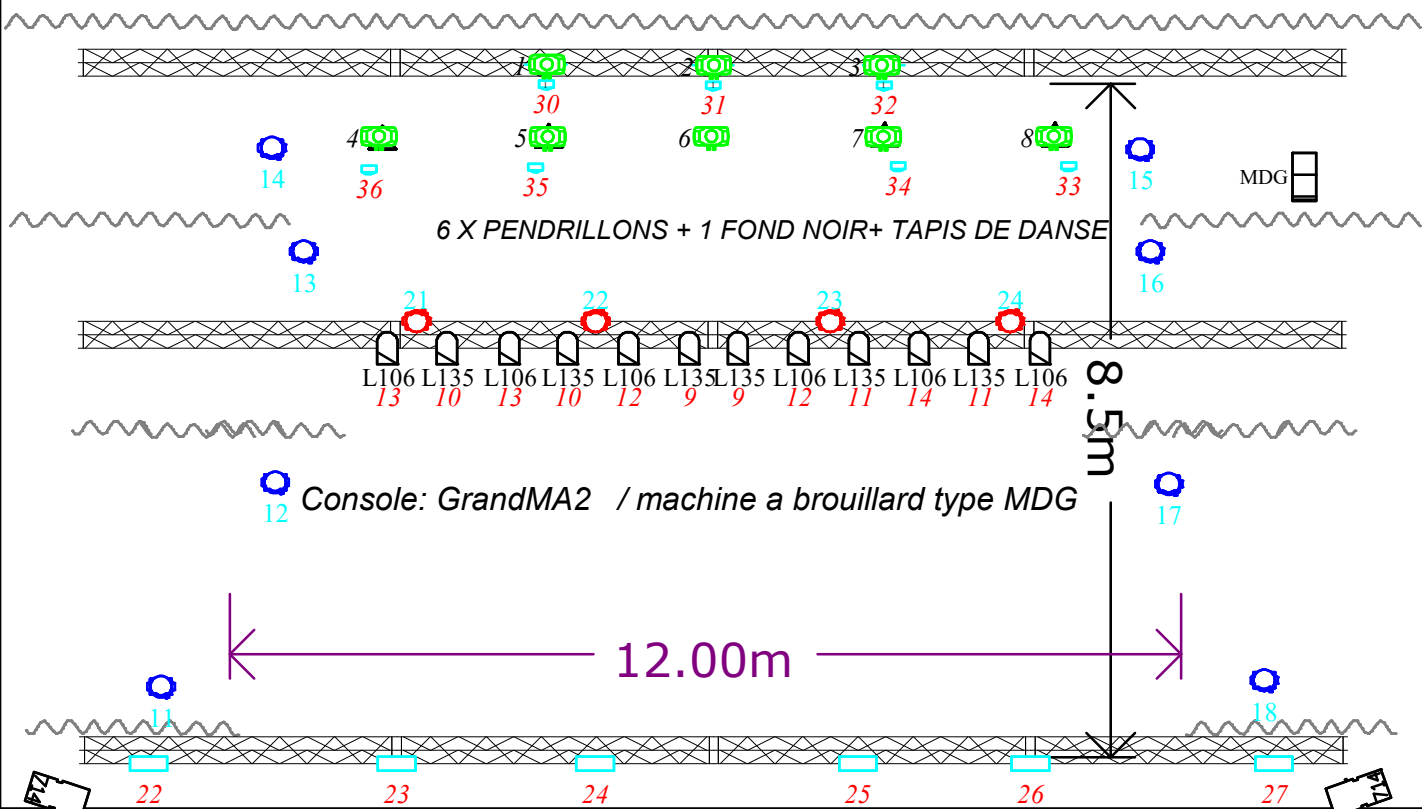 1 2 3
30 31 32
4 5 6 7 8
14 36 35 34 33 15 MDG
6 X PENDRILLONS + 1 FOND NOIR+ TAPIS DE DANSE
13 16
21 22 23 24
L106 L135 L106 L135 L106 L135 L135 L106 L135 L106 L135 L106
13 10 13 10 12 9 9 12 11 14 11 14
8.5m
Console: GrandMA2 / machine a brouillard type MDG
12 17
12.00m
11 18
22 23 24 25 26 27